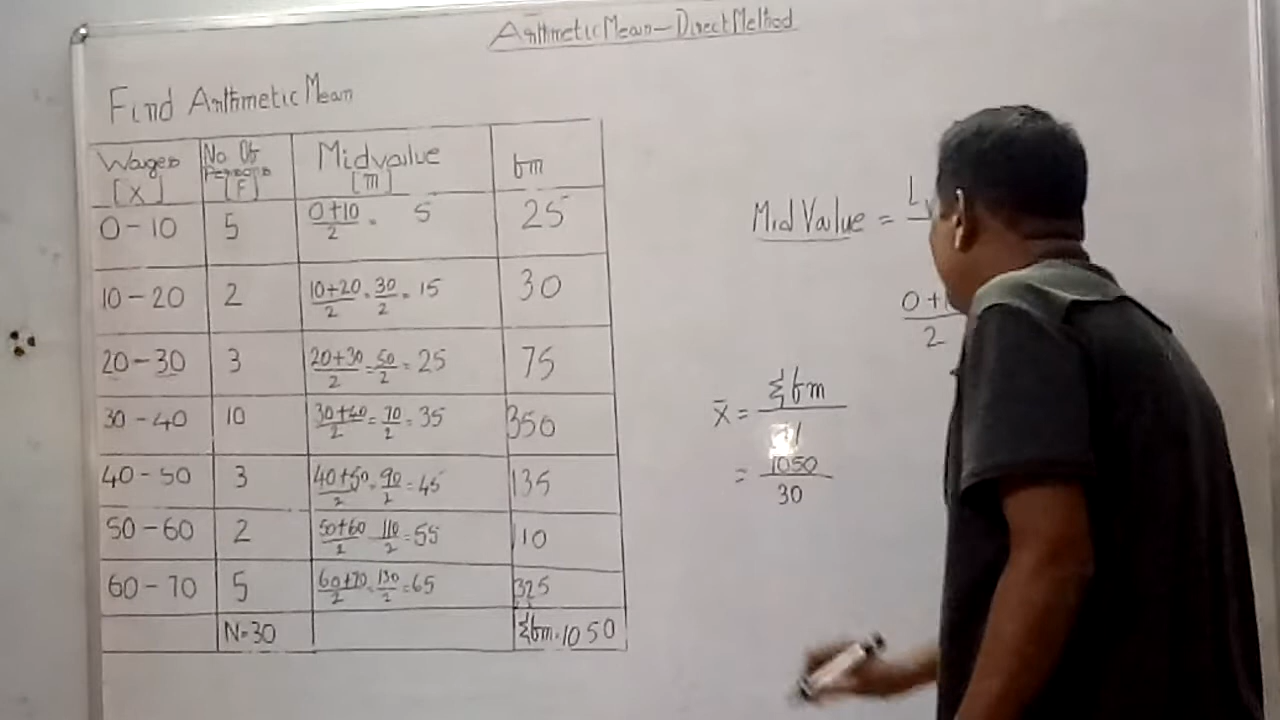 Arithmetic Mean - Direct Method
Find Arithmetic Mean
Wages [X] No Of Persons [F] Midvalue [m] fm
0-10 5 0+10/2 = 5 25
10-20 2 10+20/2 = 30/2 = 15 30
20-30 3 20+30/2 = 50/2 = 25 75
30-40 10 30+40/2 = 70/2 = 35 350
40-50 3 40+50/2 = 90/2 = 45 135
50-60 2 50+60/2 110/2 = 55 110
60-70 5 60+70/2 = 130/2 = 65 325
N=30 Σfm=1050
Mid Value = L
0+
2
X̄ = Σfm
= 1050/30